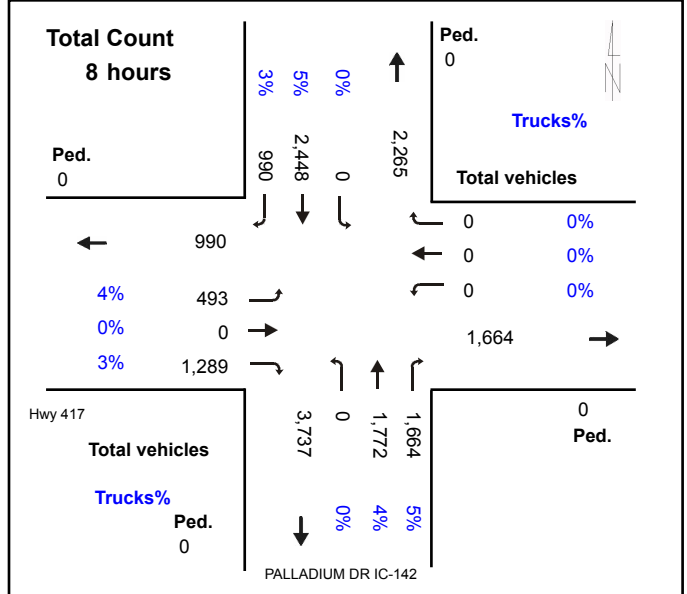 Total Count
8 hours
3%
5%
0%
990
2,448
0
2,265
Ped.
0
N
Trucks%
Ped.
0
Total vehicles
0 0%
0 0%
0 0%
990
4% 493
0% 0
3% 1,289
1,664
Hwy 417
Total vehicles
Trucks%
Ped.
0
3,737
0
1,772
1,664
0%
4%
5%
0
Ped.
PALLADIUM DR IC-142